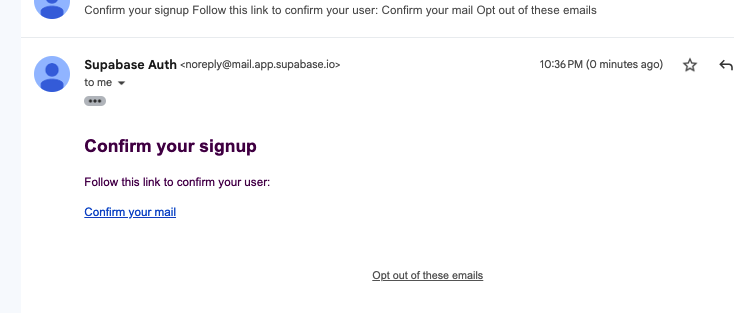 Confirm your signup Follow this link to confirm your user: Confirm your mail Opt out of these emails
Supabase Auth <noreply@mail.app.supabase.io> 10:36 PM (0 minutes ago)
to me
Confirm your signup
Follow this link to confirm your user:
Confirm your mail
Opt out of these emails